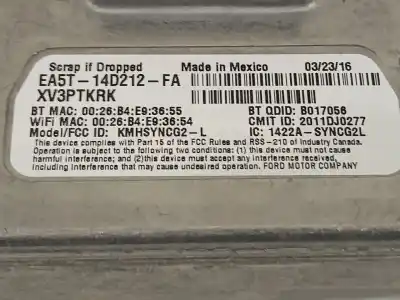 Scrap if Dropped Made in Mexico 03/23/16
EA5T-14D212-FA
XV3PTKRK
BT MAC: 00:26:B4:E9:36:55 BT QDID: B017056
WiFi MAC: 00:26:B4:E9:36:54 CMIT ID: 2011DJ0277
Model/FCC ID: KMHSYNCG2-L IC: 1422A-SYNCG2L
This device complies with Part 15 of the FCC Rules and RSS-210 of Industry Canada.
Operation is subject to the following two conditions: (1) this device must not cause
harmful interference; and (2)this device must accept any interference received,
including interference that may cause undesired operation. FORD MOTOR COMPANY